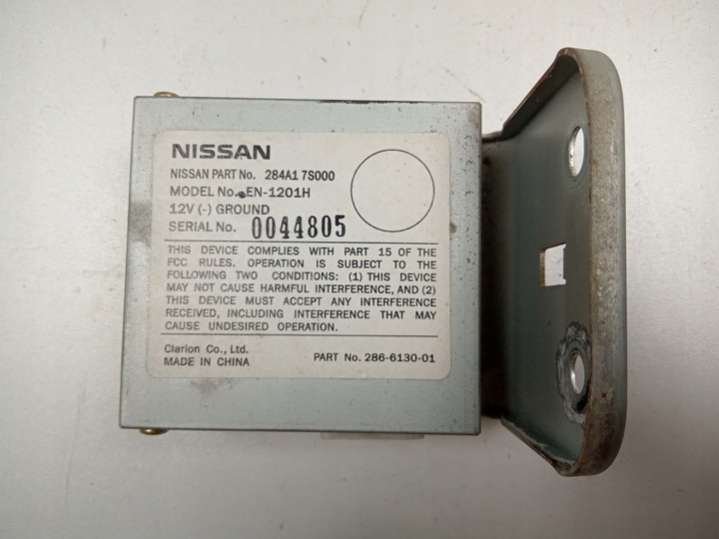 NISSAN
NISSAN PART No. 284A1 7S000
MODEL No. EN-1201H
12V (-) GROUND
SERIAL No. 0044805
THIS DEVICE COMPLIES WITH PART 15 OF THE
FCC RULES. OPERATION IS SUBJECT TO THE
FOLLOWING TWO CONDITIONS: (1) THIS DEVICE
MAY NOT CAUSE HARMFUL INTERFERENCE, AND (2)
THIS DEVICE MUST ACCEPT ANY INTERFERENCE
RECEIVED, INCLUDING INTERFERENCE THAT MAY
CAUSE UNDESIRED OPERATION.
Clarion Co., Ltd.
MADE IN CHINA PART No. 286-6130-01